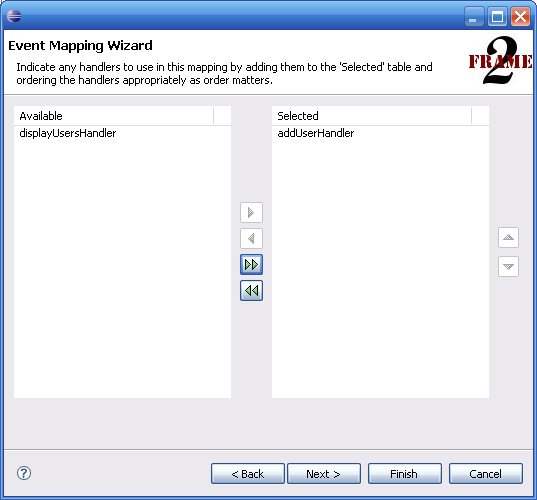 Event Mapping Wizard
Indicate any handlers to use in this mapping by adding them to the 'Selected' table and
ordering the handlers appropriately as order matters.
FRAME
2
Available
Selected
displayUsersHandler
addUserHandler
?
< Back
Next >
Finish
Cancel